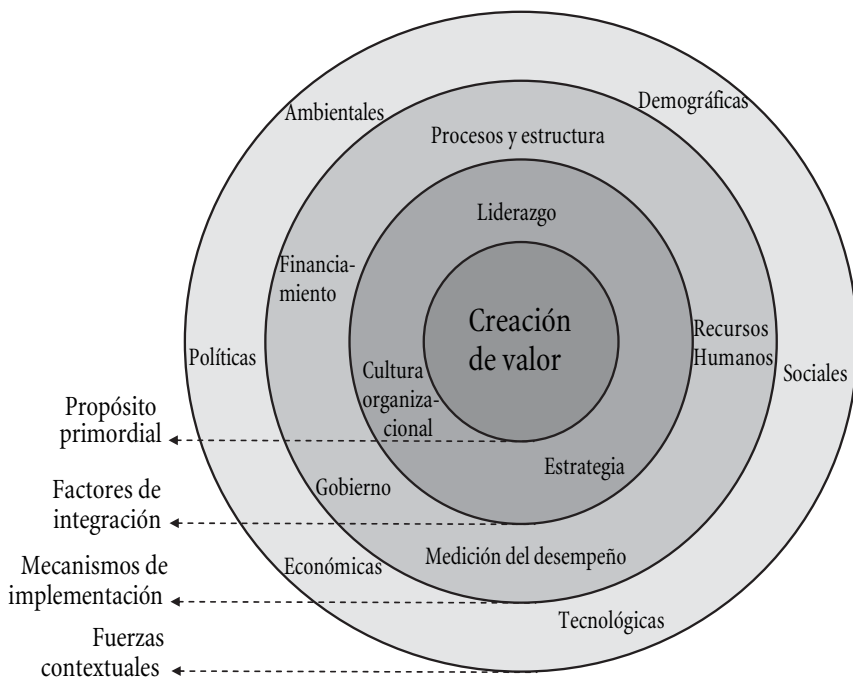 Demográficas
Ambientales
Procesos y estructura
Liderazgo
Financia-
miento
Creación
de valor
Recursos
Humanos
Políticas
Sociales
Cultura
organiza-
cional
Propósito
primordial
Estrategia
Gobierno
Factores de
integración
Medición del desempeño
Económicas
Mecanismos de
implementación
Tecnológicas
Fuerzas
contextuales